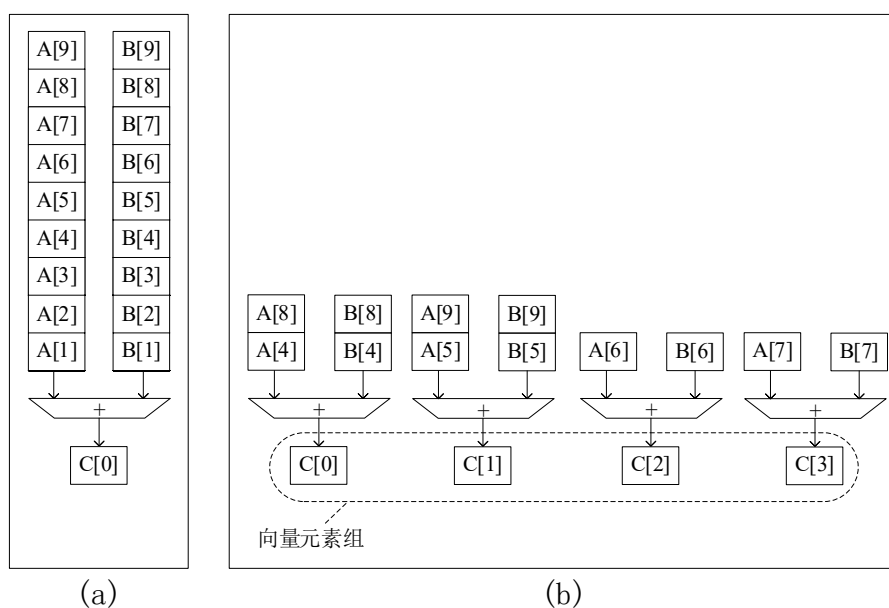 A[9] B[9]
A[8] B[8]
A[7] B[7]
A[6] B[6]
A[5] B[5]
A[4] B[4]
A[3] B[3]
A[2] B[2]
A[1] B[1]
+
C[0]
(a)
A[8] B[8] A[9] B[9]
A[4] B[4] A[5] B[5] A[6] B[6] A[7] B[7]
+ + + +
C[0] C[1] C[2] C[3]
向量元素组
(b)